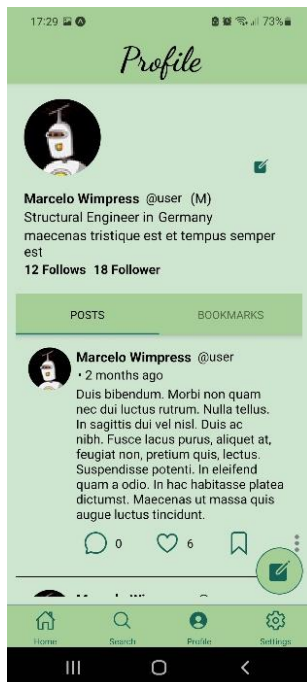 17:29 73%
Profile
Marcelo Wimpress @user (M)
Structural Engineer in Germany
maecenas tristique est et tempus semper
est
12 Follows 18 Follower
POSTS BOOKMARKS
Marcelo Wimpress @user
• 2 months ago
Duis bibendum. Morbi non quam
nec dui luctus rutrum. Nulla tellus.
In sagittis dui vel nisl. Duis ac
nibh. Fusce lacus purus, aliquet at,
feugiat non, pretium quis, lectus.
Suspendisse potenti. In eleifend
quam a odio. In hac habitasse platea
dictumst. Maecenas ut massa quis
augue luctus tincidunt.
0 6
Home Search Profile Settings